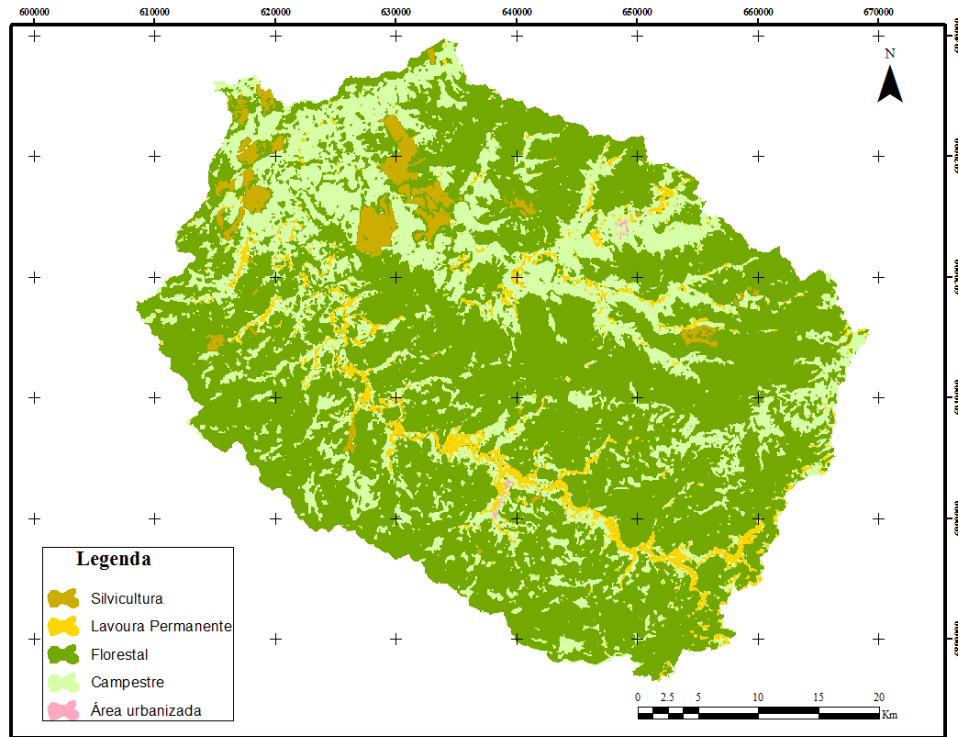 600000 610000 620000 630000 640000 650000 660000 670000
N
Legenda
Silvicultura
Lavoura Permanente
Florestal
Campestre
Área urbanizada
0 2.5 5 10 15 20
Km